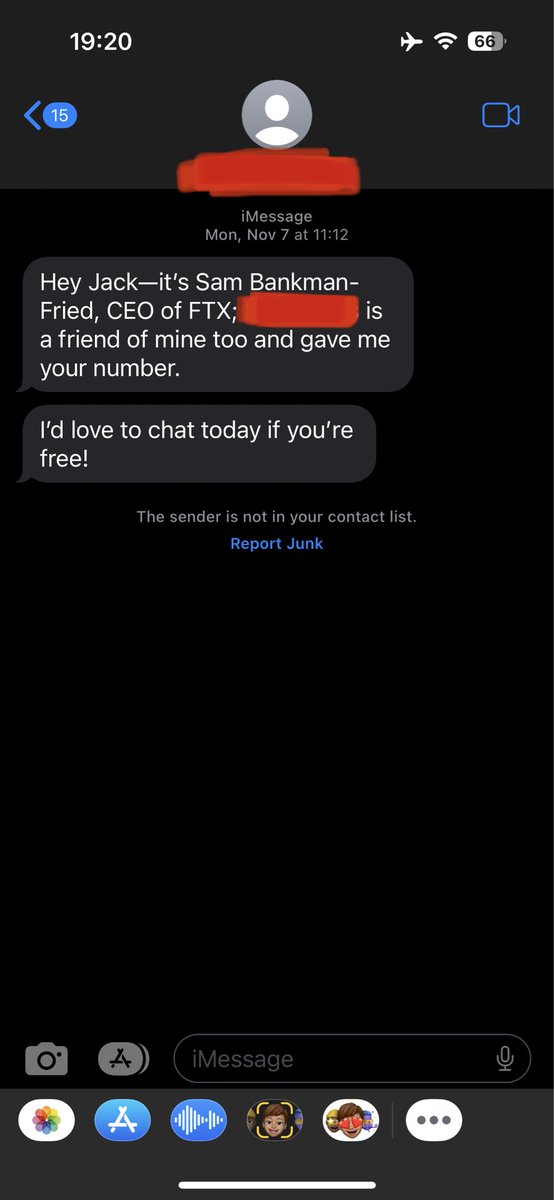 19:20
66
15
iMessage
Mon, Nov 7 at 11:12
Hey Jack—it’s Sam Bankman-
Fried, CEO of FTX; is
a friend of mine too and gave me
your number.
I’d love to chat today if you’re
free!
The sender is not in your contact list.
Report Junk
iMessage